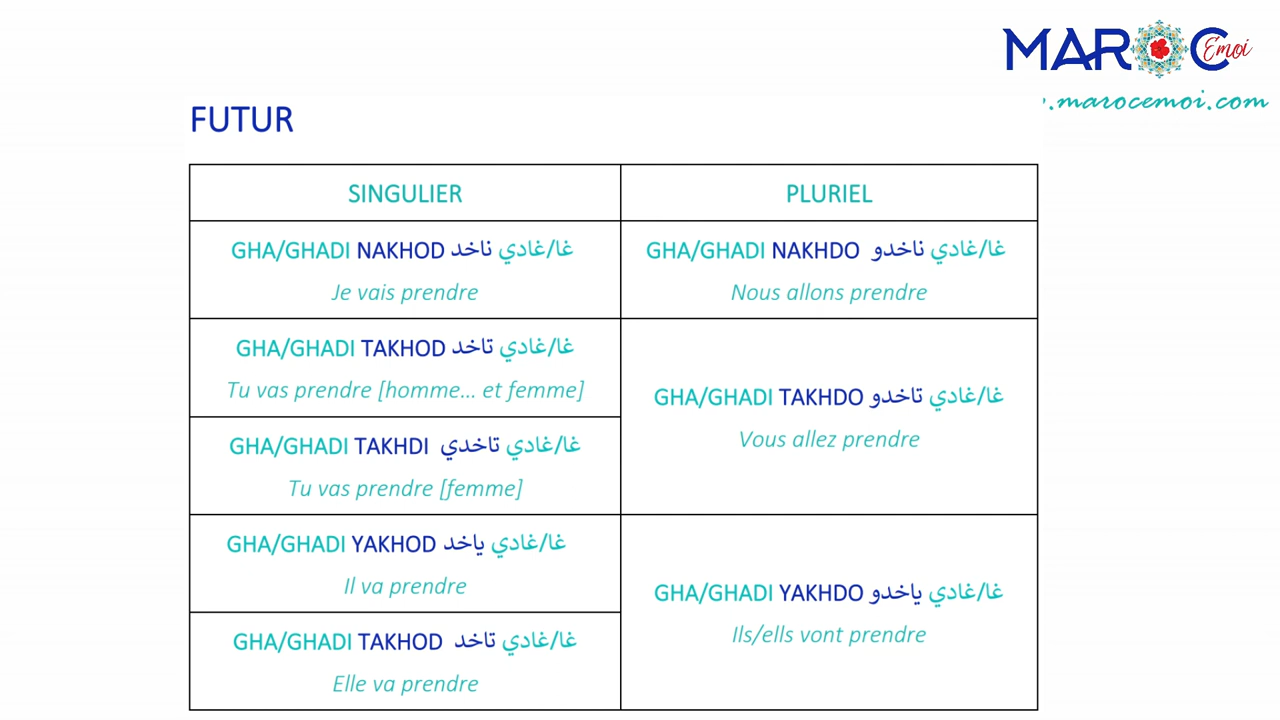 MAROC Emoi
.marocemoi.com
FUTUR
SINGULIER
PLURIEL
GHA/GHADI NAKHOD غا/غادي ناخد
Je vais prendre
GHA/GHADI NAKHDO غا/غادي ناخدو
Nous allons prendre
GHA/GHADI TAKHOD غا/غادي تاخد
Tu vas prendre [homme... et femme]
GHA/GHADI TAKHDI غا/غادي تاخدي
Tu vas prendre [femme]
GHA/GHADI TAKHDO غا/غادي تاخدو
Vous allez prendre
GHA/GHADI YAKHOD غا/غادي ياخد
Il va prendre
GHA/GHADI TAKHOD غا/غادي تاخد
Elle va prendre
GHA/GHADI YAKHDO غا/غادي ياخدو
Ils/ells vont prendre